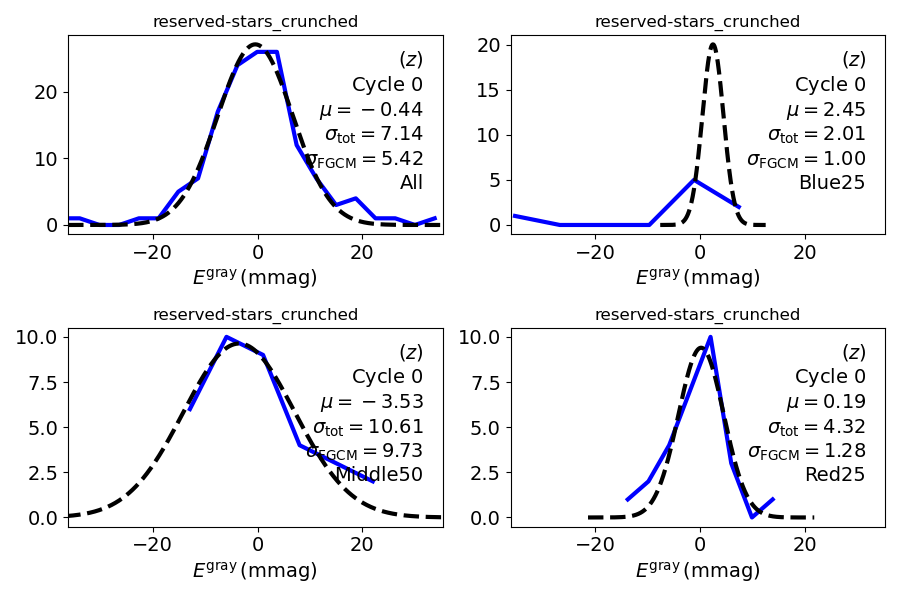 reserved-stars_crunched
(z)
Cycle 0
μ = −0.44
σtot = 7.14
σFGCM = 5.42
All
20
10
0
−20 0 20
E^gray (mmag)
reserved-stars_crunched
(z)
Cycle 0
μ = 2.45
σtot = 2.01
σFGCM = 1.00
Blue25
20
15
10
5
0
−20 0 20
E^gray (mmag)
reserved-stars_crunched
(z)
Cycle 0
μ = −3.53
σtot = 10.61
σFGCM = 9.73
Middle50
10.0
7.5
5.0
2.5
0.0
−20 0 20
E^gray (mmag)
reserved-stars_crunched
(z)
Cycle 0
μ = 0.19
σtot = 4.32
σFGCM = 1.28
Red25
10.0
7.5
5.0
2.5
0.0
−20 0 20
E^gray (mmag)